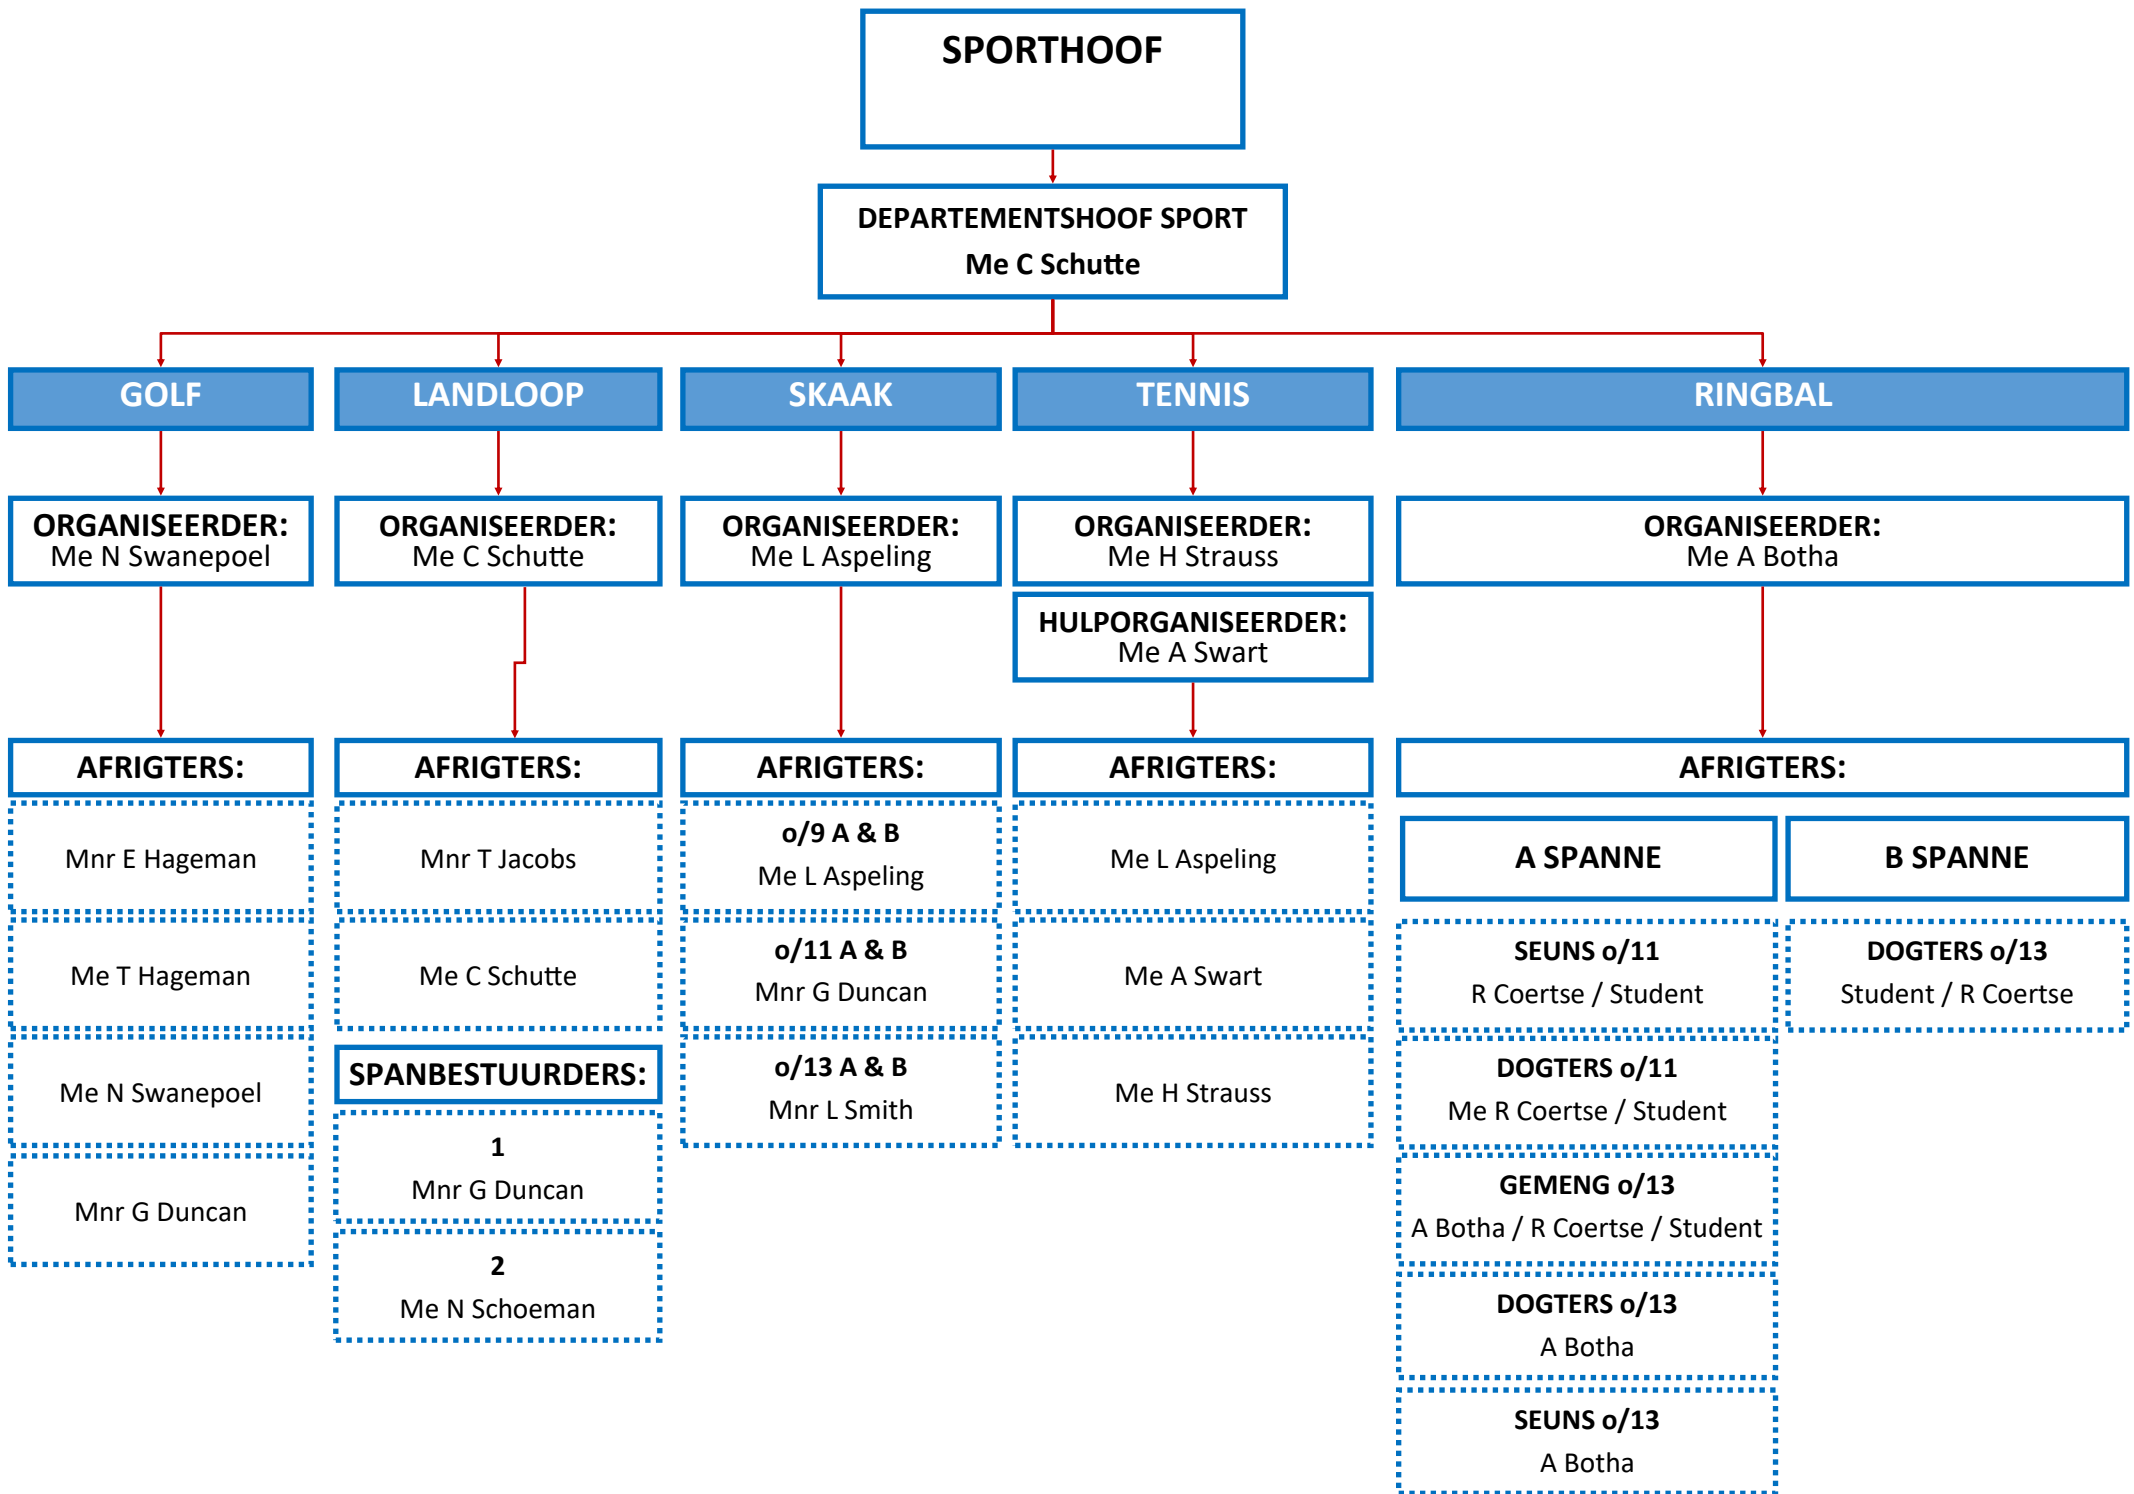 SPORTHOOF
DEPARTEMENTSHOOF SPORT
Me C Schutte
GOLF
ORGANISEERDER:
Me N Swanepoel
AFRIGTERS:
Mnr E Hageman
Me T Hageman
Me N Swanepoel
Mnr G Duncan
LANDLOOP
ORGANISEERDER:
Me C Schutte
AFRIGTERS:
Mnr T Jacobs
Me C Schutte
SPANBESTUURDERS:
1
Mnr G Duncan
2
Me N Schoeman
SKAAK
ORGANISEERDER:
Me L Aspeling
AFRIGTERS:
o/9 A & B
Me L Aspeling
o/11 A & B
Mnr G Duncan
o/13 A & B
Mnr L Smith
TENNIS
ORGANISEERDER:
Me H Strauss
HULPORGANISEERDER:
Me A Swart
AFRIGTERS:
Me L Aspeling
Me A Swart
Me H Strauss
RINGBAL
ORGANISEERDER:
Me A Botha
AFRIGTERS:
A SPANNE
SEUNS o/11
R Coertse / Student
DOGTERS o/11
Me R Coertse / Student
GEMENG o/13
A Botha / R Coertse / Student
DOGTERS o/13
A Botha
SEUNS o/13
A Botha
B SPANNE
DOGTERS o/13
Student / R Coertse